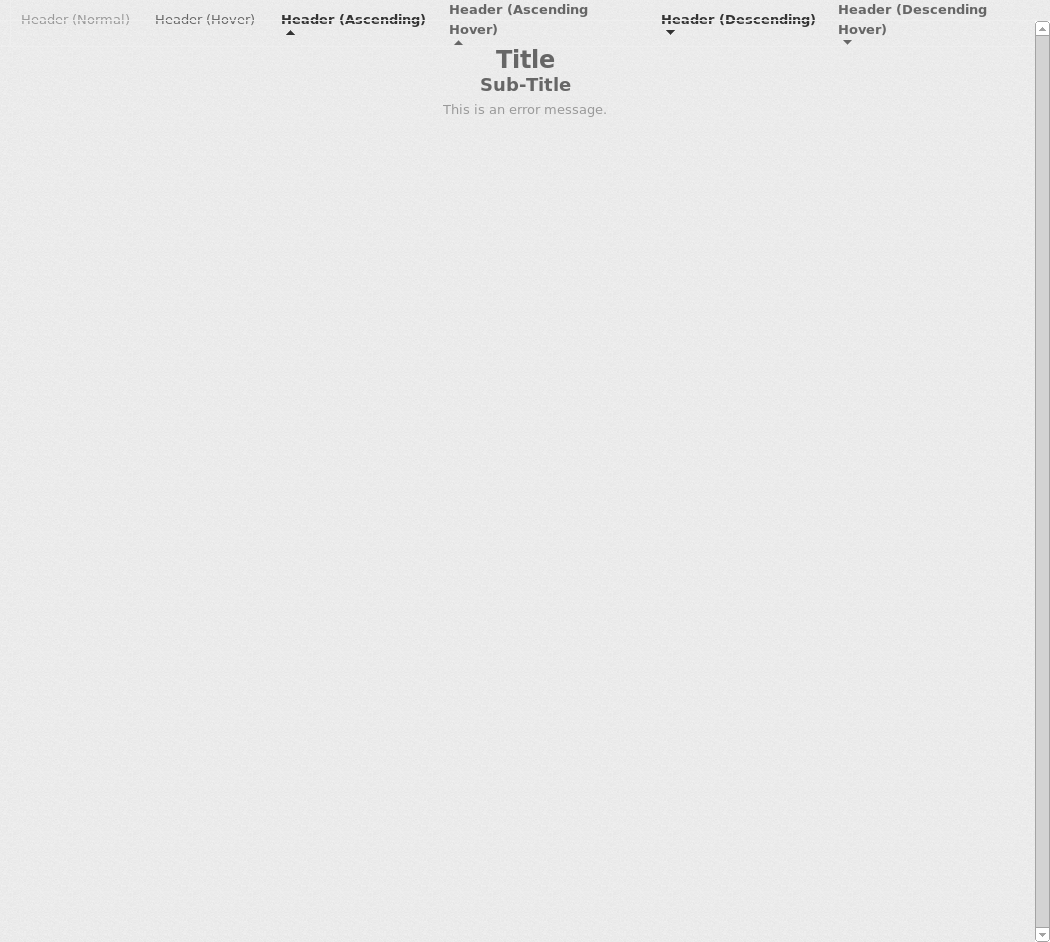 Header (Normal)
Header (Hover)
Header (Ascending)
Header (Ascending
Hover)
Header (Descending)
Header (Descending
Hover)
Title
Sub-Title
This is an error message.